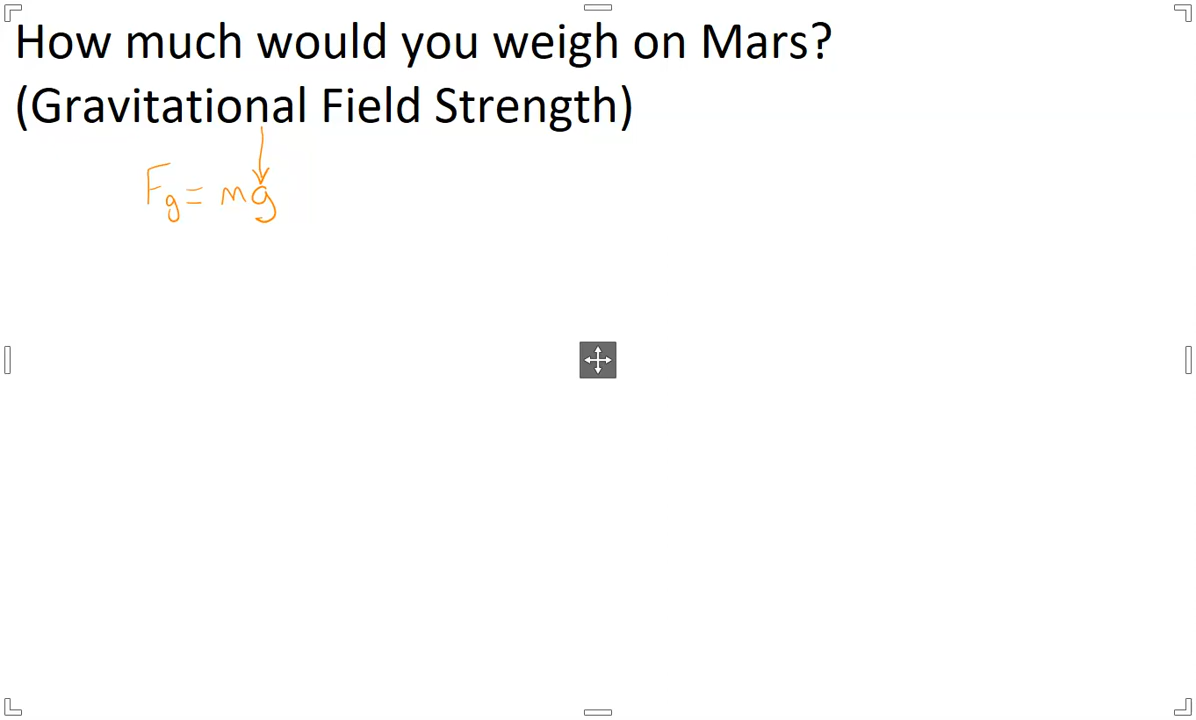 How much would you weigh on Mars?
(Gravitational Field Strength)
Fg = mg